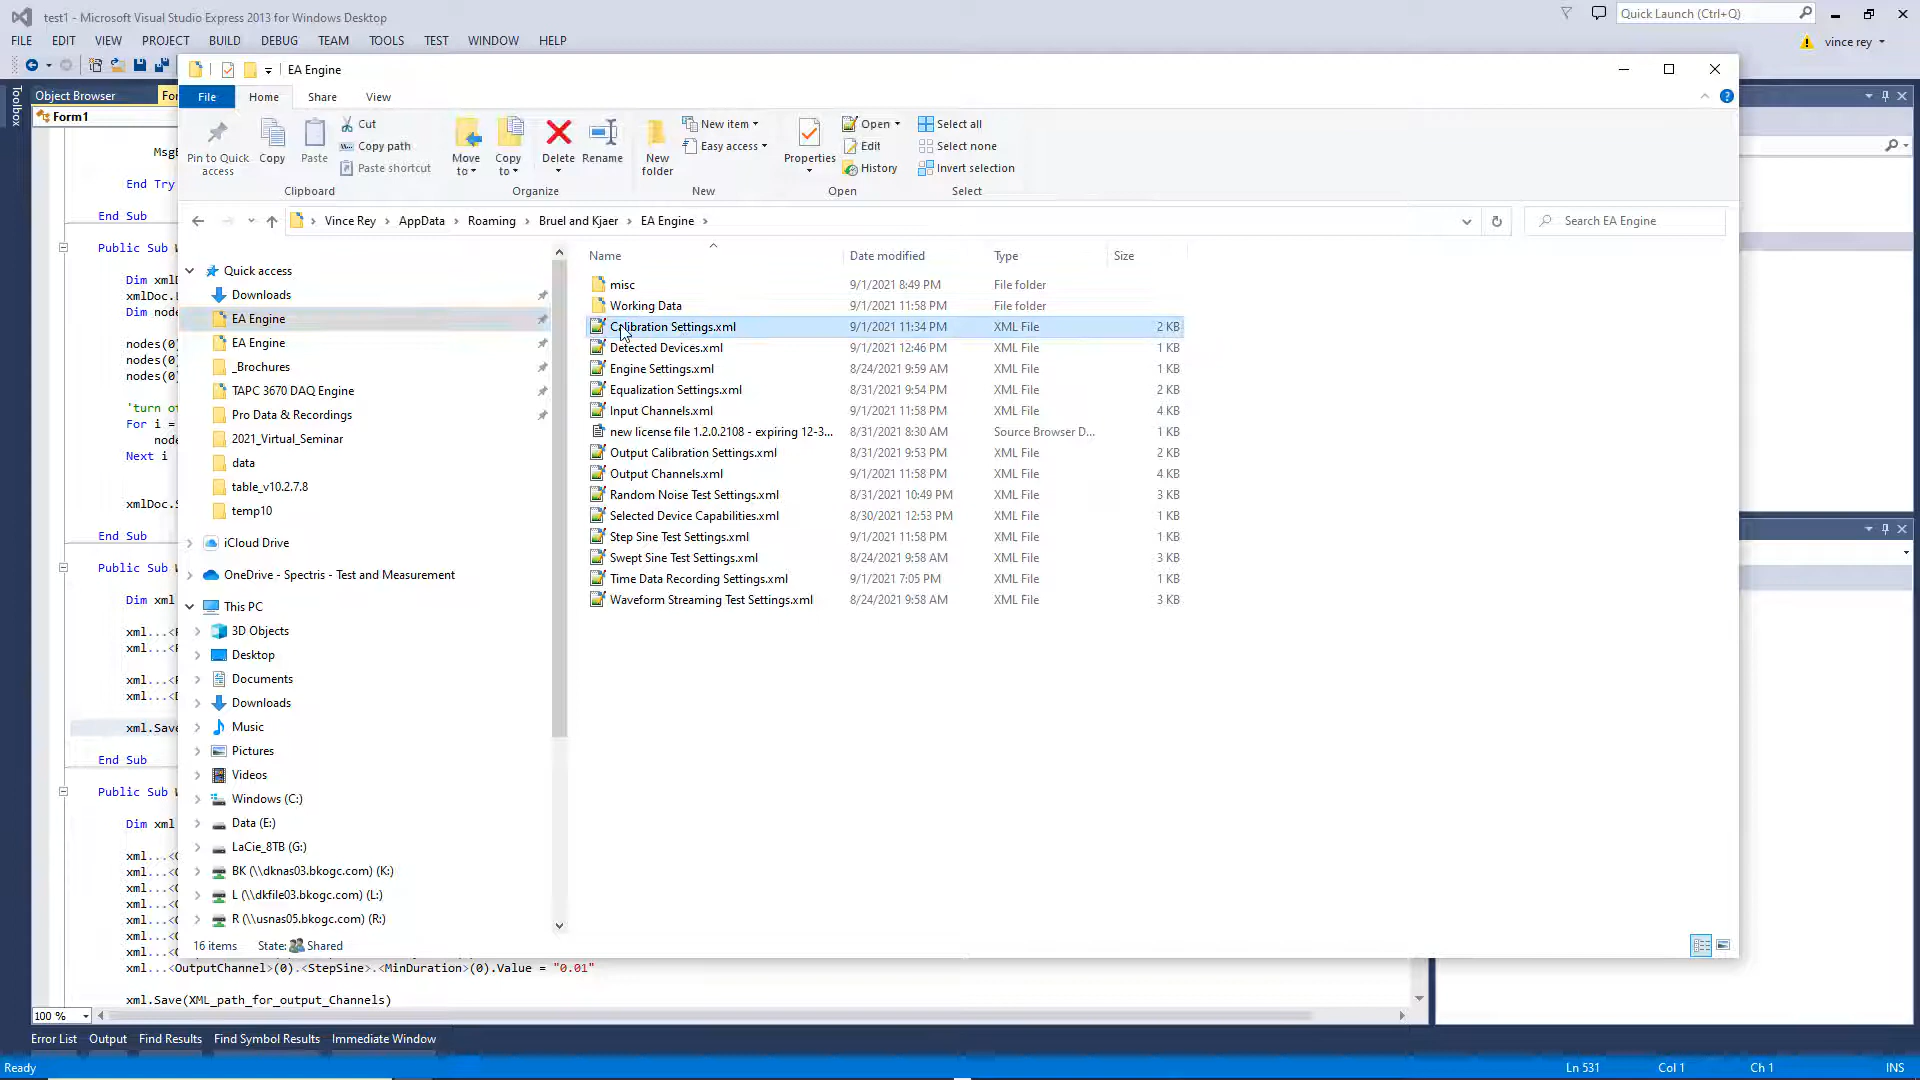 test1 - Microsoft Visual Studio Express 2013 for Windows Desktop
Quick Launch (Ctrl+Q)
FILE EDIT VIEW PROJECT BUILD DEBUG TEAM TOOLS TEST WINDOW HELP
vince rey
EA Engine
Toolbox
Object Browser
File Home Share View
Form1
Pin to Quick access
Copy
Paste
Cut
Copy path
Paste shortcut
Move to
Copy to
Delete
Rename
New folder
New item
Easy access
Properties
Open
Edit
History
Select all
Select none
Invert selection
Clipboard Organize New Open Select
Vince Rey > AppData > Roaming > Bruel and Kjaer > EA Engine >
Search EA Engine
Name Date modified Type Size
misc 9/1/2021 8:49 PM File folder
Working Data 9/1/2021 11:58 PM File folder
Calibration Settings.xml 9/1/2021 11:34 PM XML File 2 KB
Detected Devices.xml 9/1/2021 12:46 PM XML File 1 KB
Engine Settings.xml 8/24/2021 9:59 AM XML File 1 KB
Equalization Settings.xml 8/31/2021 9:54 PM XML File 2 KB
Input Channels.xml 9/1/2021 11:58 PM XML File 4 KB
new license file 1.2.0.2108 - expiring 12-3... 8/31/2021 8:30 AM Source Browser D... 1 KB
Output Calibration Settings.xml 8/31/2021 9:53 PM XML File 2 KB
Output Channels.xml 9/1/2021 11:58 PM XML File 4 KB
Random Noise Test Settings.xml 8/31/2021 10:49 PM XML File 3 KB
Selected Device Capabilities.xml 8/30/2021 12:53 PM XML File 1 KB
Step Sine Test Settings.xml 9/1/2021 11:58 PM XML File 1 KB
Swept Sine Test Settings.xml 8/24/2021 9:58 AM XML File 3 KB
Time Data Recording Settings.xml 9/1/2021 7:05 PM XML File 1 KB
Waveform Streaming Test Settings.xml 8/24/2021 9:58 AM XML File 3 KB
Quick access
Downloads
EA Engine
EA Engine
_Brochures
TAPC 3670 DAQ Engine
Pro Data & Recordings
2021_Virtual_Seminar
data
table_v10.2.7.8
temp10
iCloud Drive
OneDrive - Spectris - Test and Measurement
This PC
3D Objects
Desktop
Documents
Downloads
Music
Pictures
Videos
Windows (C:)
Data (E:)
LaCie_8TB (G:)
BK (\\dknas03.bkogc.com) (K:)
L (\\dkfile03.bkogc.com) (L:)
R (\\usnas05.bkogc.com) (R:)
16 items State: Shared
End Try
End Sub
Public Sub
Dim
Dim
nodes(0)
nodes(0)
nodes(0)
For i =
Next i
End Sub
Public Sub
Dim xml
End Sub
Public Sub
Dim xml
xml...<OutputChannel>(0).<StepSine>.<MinDuration>(0).Value = "0.01"
xml.Save(XML_path_for_output_Channels)
100 %
Error List Output Find Results Find Symbol Results Immediate Window
Ready Ln 531 Col 1 Ch 1 INS